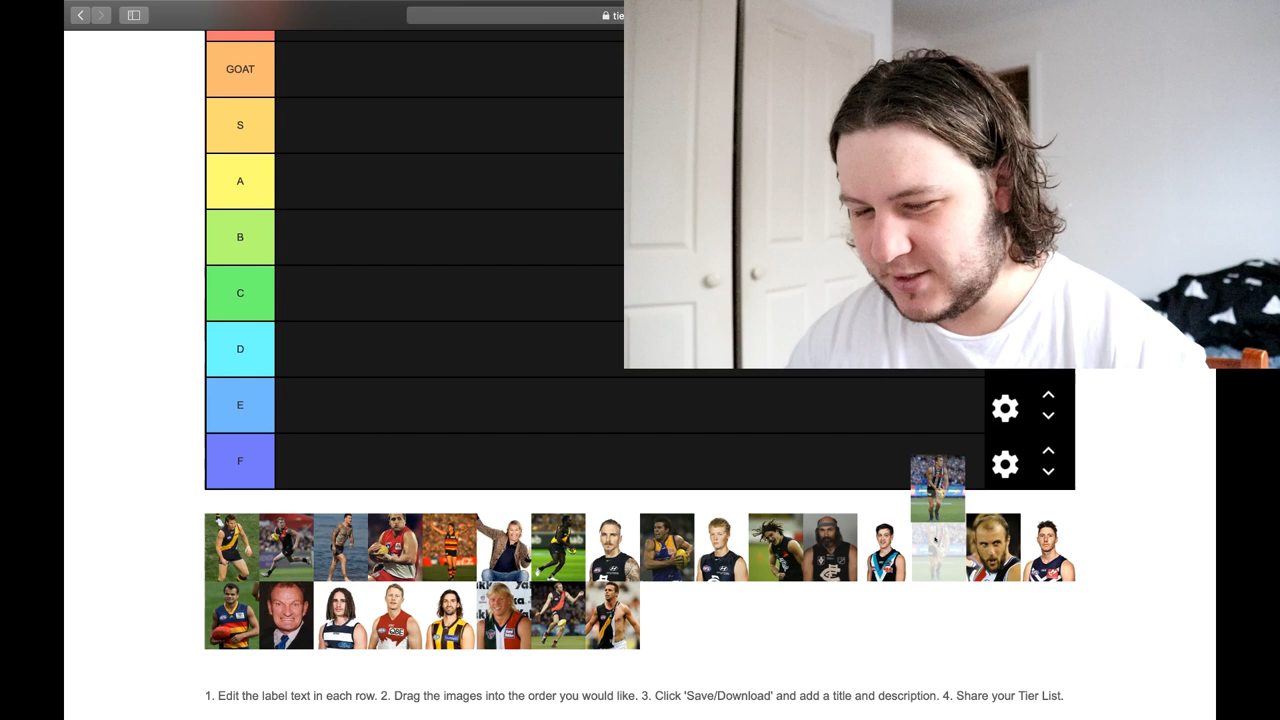 tie
GOAT
S
A
B
C
D
E
F
1. Edit the label text in each row. 2. Drag the images into the order you would like. 3. Click 'Save/Download' and add a title and description. 4. Share your Tier List.